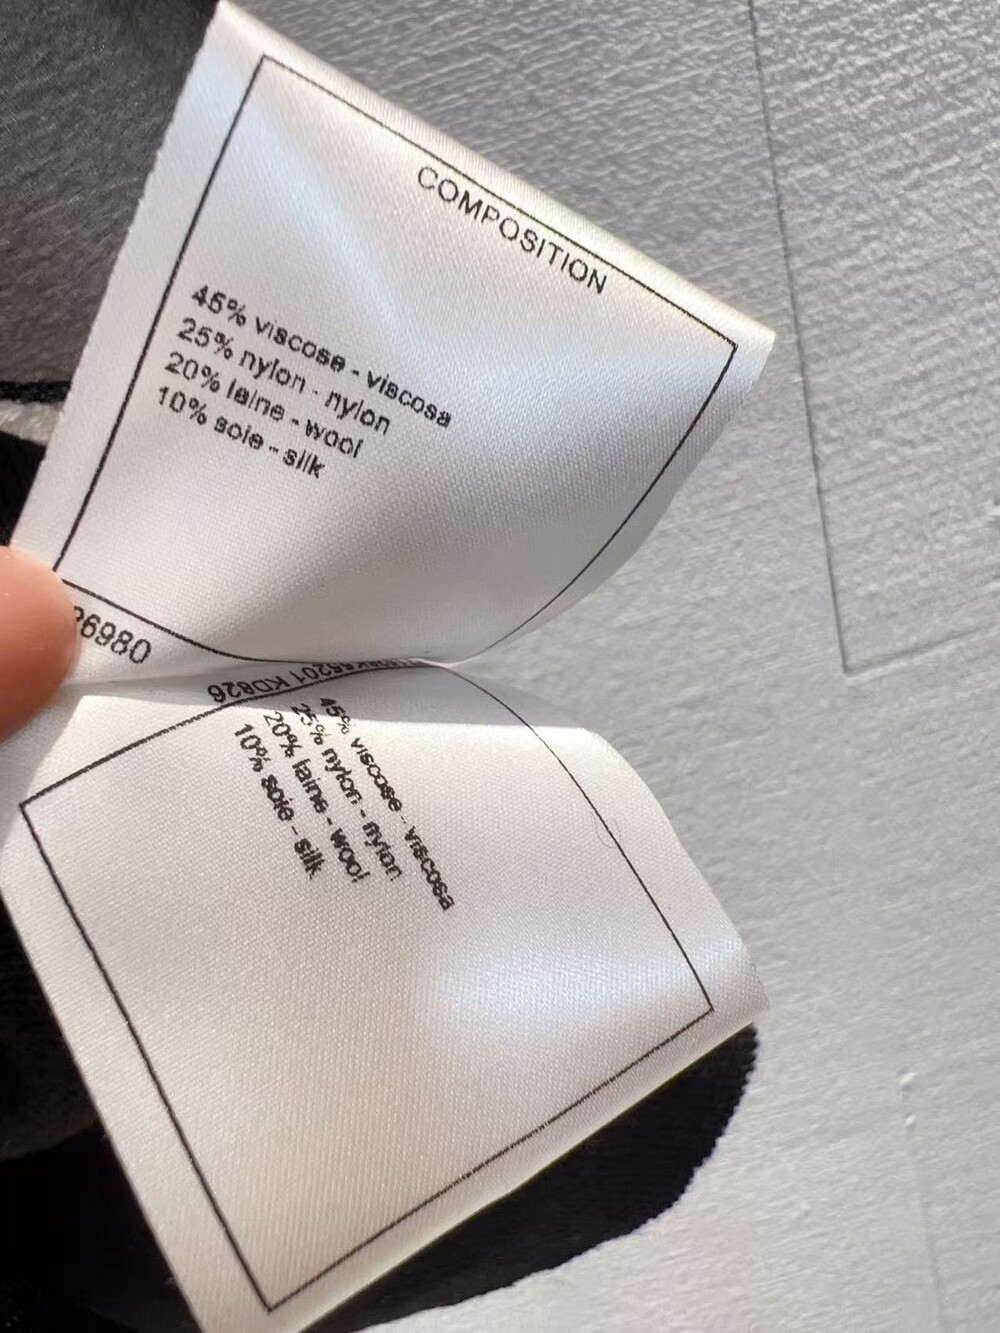 COMPOSITION
45% viscose - viscosa
25% nylon - nylon
20% laine - wool
10% soie - silk
6980
KD826
45% viscose - viscosa
25% nylon - nylon
20% laine - wool
10% soie - silk